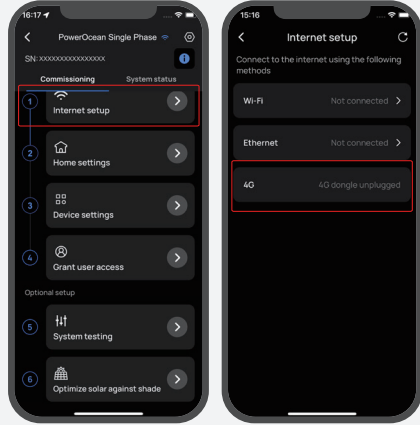 16:17
PowerOcean Single Phase
SN: XXXXXXXXXXXXXXXX
Commissioning
System status
1
Internet setup
2
Home settings
3
Device settings
4
Grant user access
Optional setup
5
System testing
6
Optimize solar against shade
15:16
Internet setup
Connect to the internet using the following
methods
Wi-Fi
Not connected
Ethernet
Not connected
4G
4G dongle unplugged